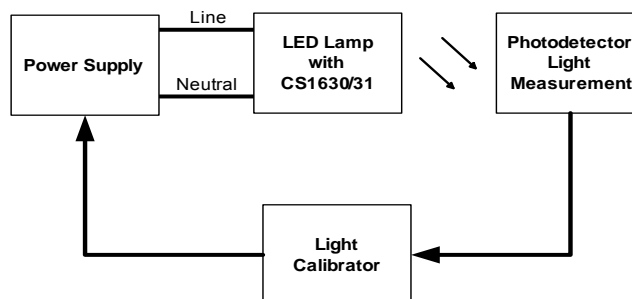 Line
Power Supply
Neutral
LED Lamp
with
CS1630/31
Photodetector
Light
Measurement
Light
Calibrator